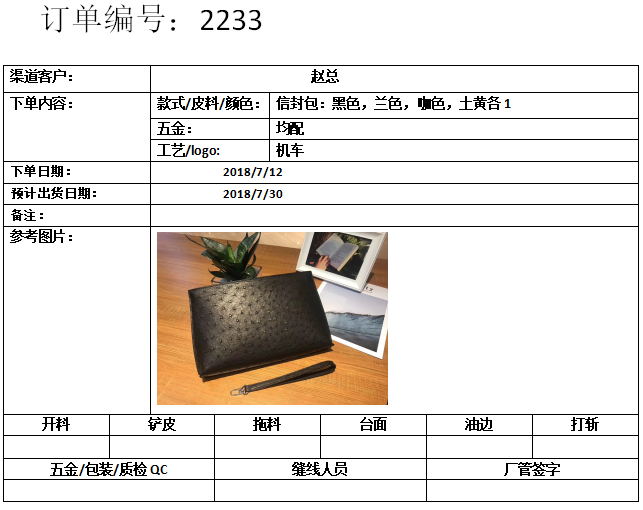 订单编号：2233
渠道客户： 赵总
下单内容： 款式/皮料/颜色： 信封包：黑色，兰色，咖色，土黄各1
五金： 均配
工艺/logo: 机车
下单日期： 2018/7/12
预计出货日期： 2018/7/30
备注：
参考图片：
开料 铲皮 拖料 台面 油边 打斩
五金/包装/质检QC 缝线人员 厂管签字